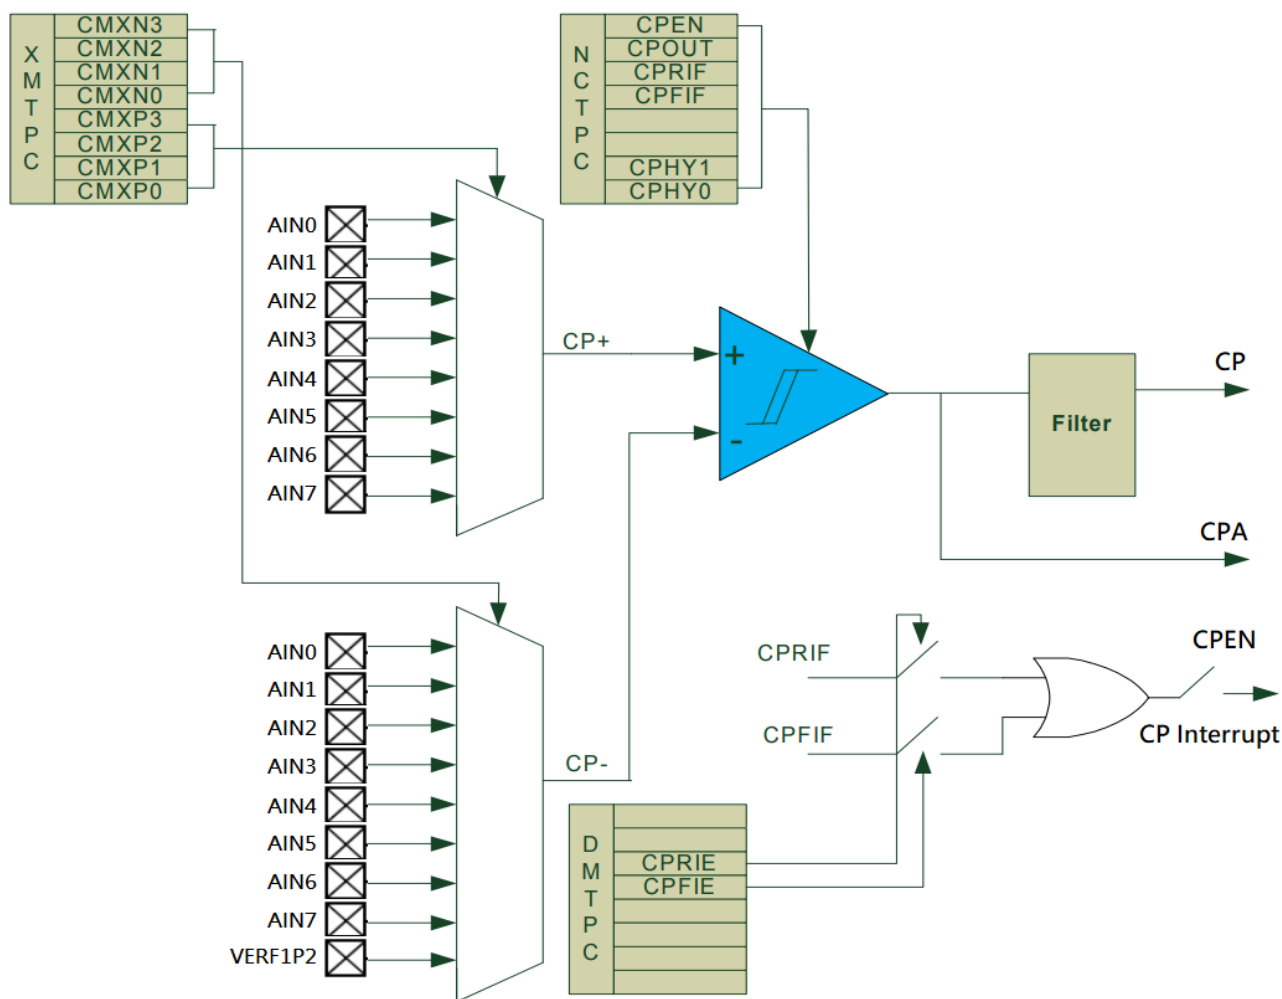 X
M
T
P
C
CMXN3
CMXN2
CMXN1
CMXN0
CMXP3
CMXP2
CMXP1
CMXP0
N
C
T
P
C
CPEN
CPOUT
CPRIF
CPFIF
CPHY1
CPHY0
AIN0
AIN1
AIN2
AIN3
AIN4
AIN5
AIN6
AIN7
CP+
+
-
Filter
CP
CPA
AIN0
AIN1
AIN2
AIN3
AIN4
AIN5
AIN6
AIN7
VERF1P2
CP-
CPRIF
CPFIF
CPEN
CP Interrupt
D
M
T
P
C
CPRIE
CPFIE